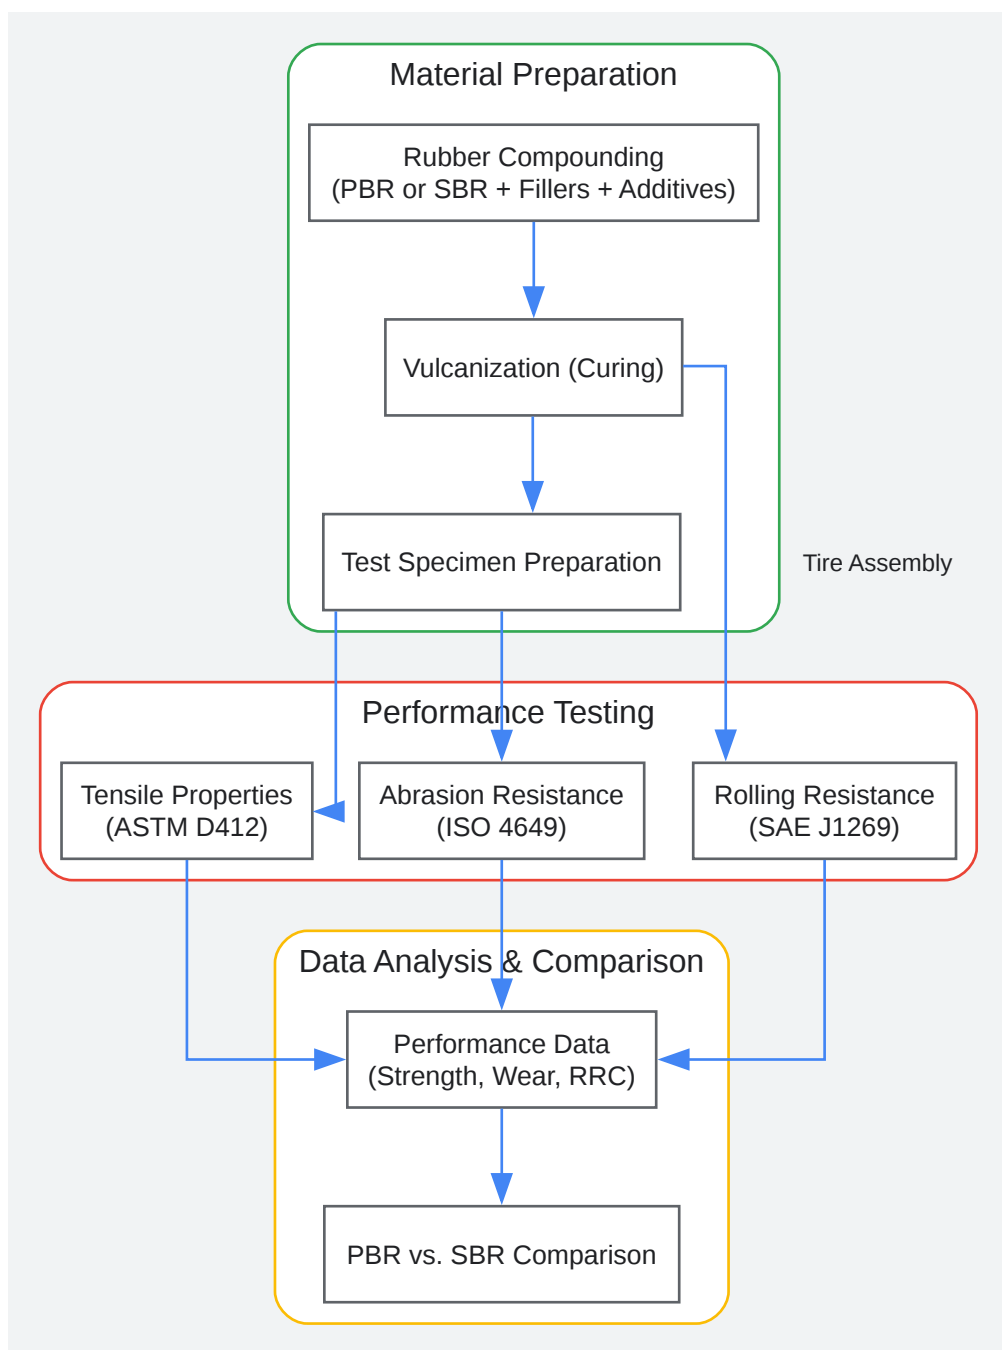 Material Preparation
Rubber Compounding
(PBR or SBR + Fillers + Additives)
Vulcanization (Curing)
Test Specimen Preparation
Tire Assembly
Performance Testing
Tensile Properties
(ASTM D412)
Abrasion Resistance
(ISO 4649)
Rolling Resistance
(SAE J1269)
Data Analysis & Comparison
Performance Data
(Strength, Wear, RRC)
PBR vs. SBR Comparison